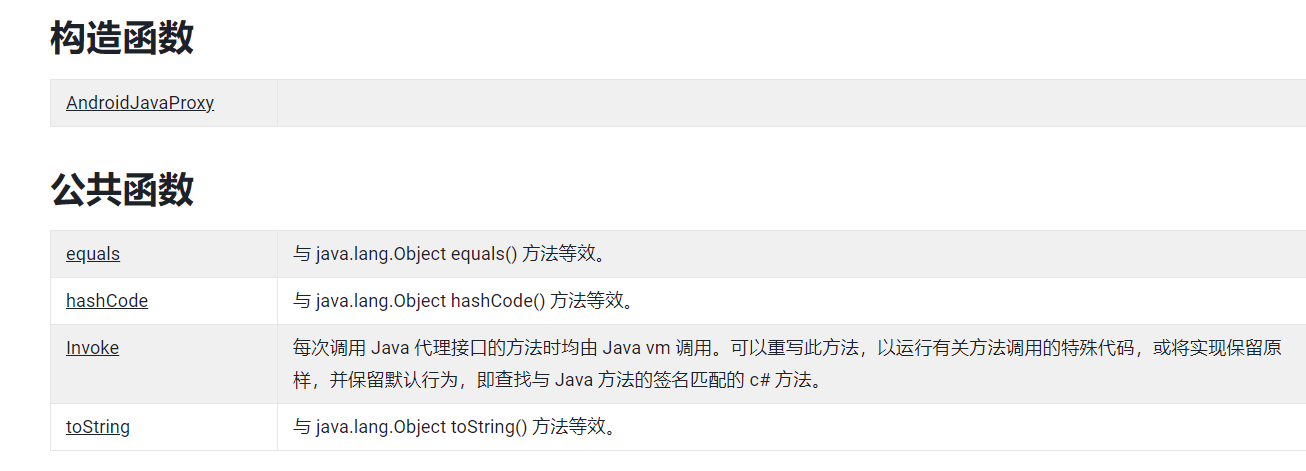 构造函数
AndroidJavaProxy
公共函数
equals 与 java.lang.Object equals() 方法等效。
hashCode 与 java.lang.Object hashCode() 方法等效。
Invoke 每次调用 Java 代理接口的方法时均由 Java vm 调用。可以重写此方法，以运行有关方法调用的特殊代码，或将实现保留原
样，并保留默认行为，即查找与 Java 方法的签名匹配的 c# 方法。
toString 与 java.lang.Object toString() 方法等效。